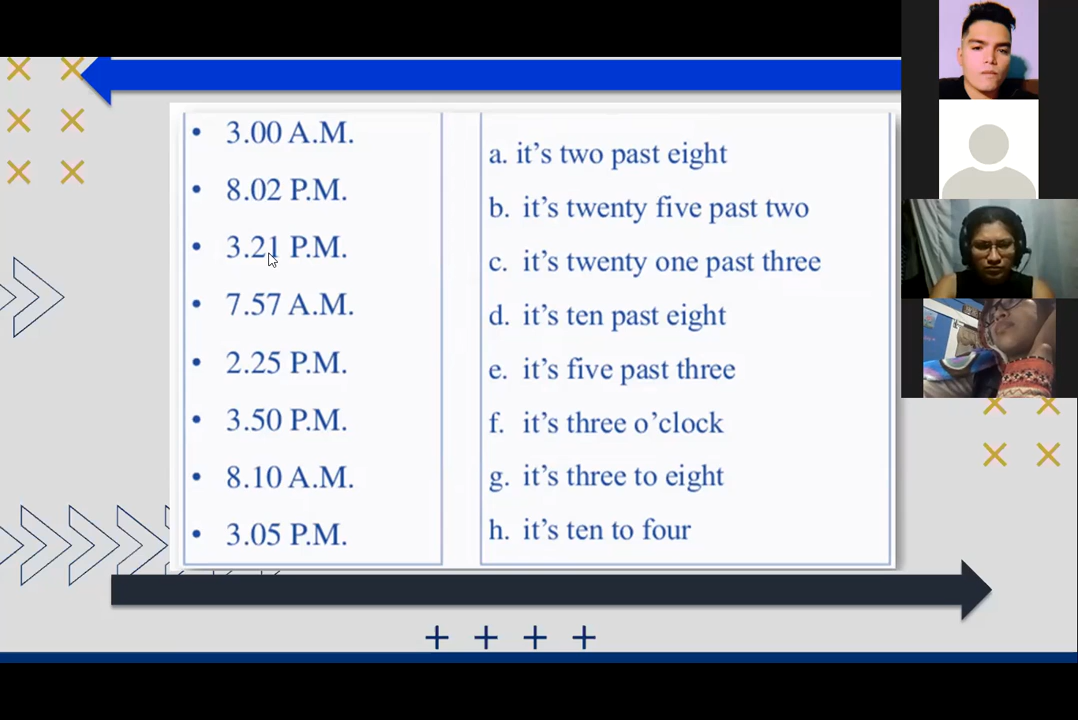 • 3.00 A.M.
• 8.02 P.M.
• 3.21 P.M.
• 7.57 A.M.
• 2.25 P.M.
• 3.50 P.M.
• 8.10 A.M.
• 3.05 P.M.
a. it’s two past eight
b. it’s twenty five past two
c. it’s twenty one past three
d. it’s ten past eight
e. it’s five past three
f. it’s three o’clock
g. it’s three to eight
h. it’s ten to four